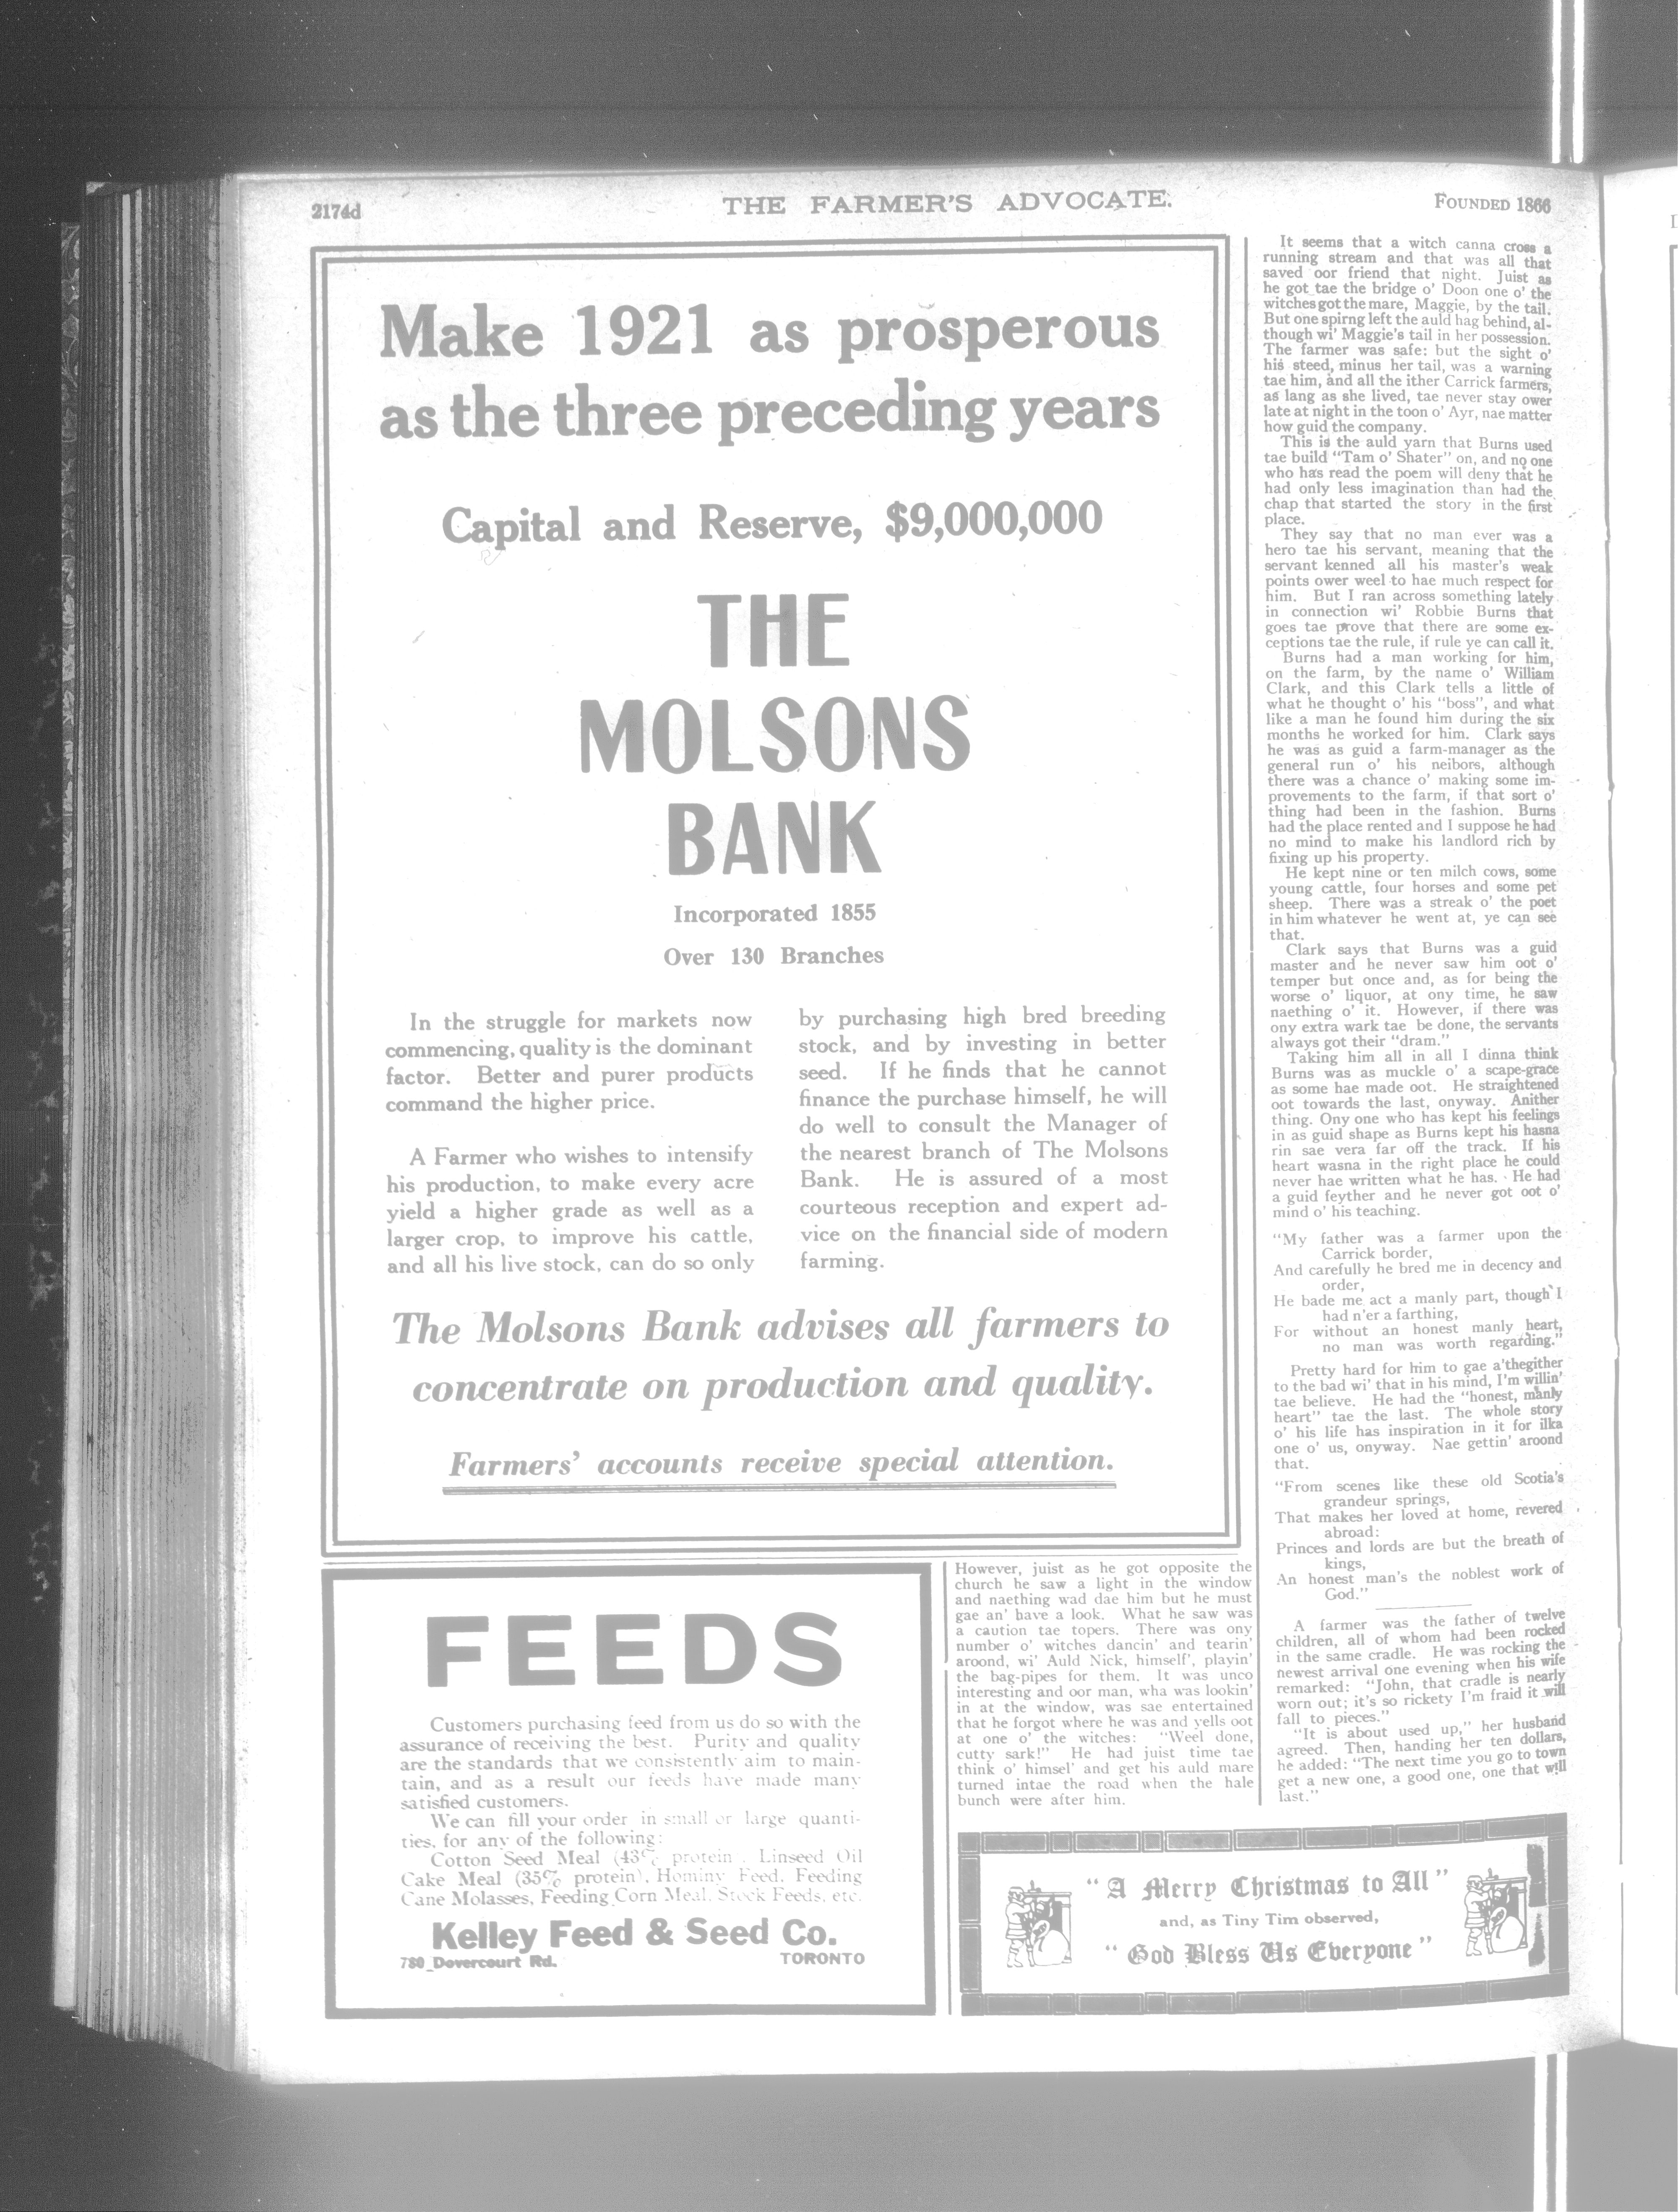 2174d
THE FARMER'S ADVOCATE.
FOUNDED 1866
Make 1921 as prosperous
as the three preceding years
Capital and Reserve, $9,000,000
THE
MOLSONS
BANK
Incorporated 1855
Over 130 Branches
In the struggle for markets now
commencing, quality is the dominant
factor. Better and purer products
command the higher price.
A Farmer who wishes to intensify
his production, to make every acre
yield a higher grade as well as a
larger crop, to improve his cattle,
and all his live stock, can do so only
by purchasing high bred breeding
stock, and by investing in better
seed. If he finds that he cannot
finance the purchase himself, he will
do well to consult the Manager of
the nearest branch of The Molsons
Bank. He is assured of a most
courteous reception and expert ad-
vice on the financial side of modern
farming.
The Molsons Bank advises all farmers to
concentrate on production and quality.
Farmers' accounts receive special attention.
FEEDS
Customers purchasing feed from us do so with the
assurance of receiving the best. Purity and quality
are the standards that we consistently aim to main-
tain, and as a result our feeds have made many
satisfied customers.
We can fill your order in small or large quanti-
ties, for any of the following:
Cotton Seed Meal (43% protein), Linseed Oil
Cake Meal (35% protein), Hominy Feed, Feeding
Cane Molasses, Feeding Corn Meal, Stock Feeds, etc.
Kelley Feed & Seed Co.
780 Dovercourt Rd. TORONTO
However, juist as he got opposite the
church he saw a light in the window
and naething wad dae him but he must
gae an' have a look. What he saw was
a caution tae topers. There was ony
number o' witches dancin' and tearin'
aroond, wi' Auld Nick, himself', playin'
the bag-pipes for them. It was unco
interesting and oor man, wha was lookin'
in at the window, was sae entertained
that he forgot where he was and yells oot
at one o' the witches: "Weel done,
cutty sark!" He had juist time tae
think o' himsel' and get his auld mare
turned intae the road when the hale
bunch were after him.
It seems that a witch canna cross a
running stream and that was all that
saved oor friend that night. Juist as
he got tae the bridge o' Doon one o' the
witches got the mare, Maggie, by the tail.
But one spirng left the auld hag behind, al-
though wi' Maggie's tail in her possession.
The farmer was safe: but the sight o'
his steed, minus her tail, was a warning
tae him, and all the ither Carrick farmers,
as lang as she lived, tae never stay ower
late at night in the toon o' Ayr, nae matter
how guid the company.
This is the auld yarn that Burns used
tae build "Tam o' Shater" on, and no one
who has read the poem will deny that he
had only less imagination than had the
chap that started the story in the first
place.
They say that no man ever was a
hero tae his servant, meaning that the
servant kenned all his master's weak
points ower weel to hae much respect for
him. But I ran across something lately
in connection wi' Robbie Burns that
goes tae prove that there are some ex-
ceptions tae the rule, if rule ye can call it.
Burns had a man working for him,
on the farm, by the name o' William
Clark, and this Clark tells a little of
what he thought o' his "boss", and what
like a man he found him during the six
months he worked for him. Clark says
he was as guid a farm-manager as the
general run o' his neibors, although
there was a chance o' making some im-
provements to the farm, if that sort o'
thing had been in the fashion. Burns
had the place rented and I suppose he had
no mind to make his landlord rich by
fixing up his property.
He kept nine or ten milch cows, some
young cattle, four horses and some pet
sheep. There was a streak o' the poet
in him whatever he went at, ye can see
that.
Clark says that Burns was a guid
master and he never saw him oot o'
temper but once and, as for being the
worse o' liquor, at ony time, he saw
naething o' it. However, if there was
ony extra wark tae be done, the servants
always got their "dram."
Taking him all in all I dinna think
Burns was as muckle o' a scape-grace
as some hae made oot. He straightened
oot towards the last, onyway. Anither
thing. Ony one who has kept his feelings
in as guid shape as Burns kept his hasna
rin sae vera far off the track. If his
heart wasna in the right place he could
never hae written what he has. He had
a guid feyther and he never got oot o'
mind o' his teaching.
"My father was a farmer upon the
Carrick border,
And carefully he bred me in decency and
order,
He bade me act a manly part, though I
had n'er a farthing,
For without an honest manly heart,
no man was worth regarding."
Pretty hard for him to gae a'thegither
to the bad wi' that in his mind, I'm willin'
tae believe. He had the "honest, manly
heart" tae the last. The whole story
o' his life has inspiration in it for ilka
one o' us, onyway. Nae gettin' aroond
that.
"From scenes like these old Scotia's
grandeur springs,
That makes her loved at home, revered
abroad:
Princes and lords are but the breath of
kings,
An honest man's the noblest work of
God."
A farmer was the father of twelve
children, all of whom had been rocked
in the same cradle. He was rocking the
newest arrival one evening when his wife
remarked: "John, that cradle is nearly
worn out; it's so rickety I'm fraid it will
fall to pieces."
"It is about used up," her husband
agreed. Then, handing her ten dollars,
he added: "The next time you go to town
get a new one, a good one, one that will
last."
"A Merry Christmas to All"
and, as Tiny Tim observed,
"God Bless Us Everyone"